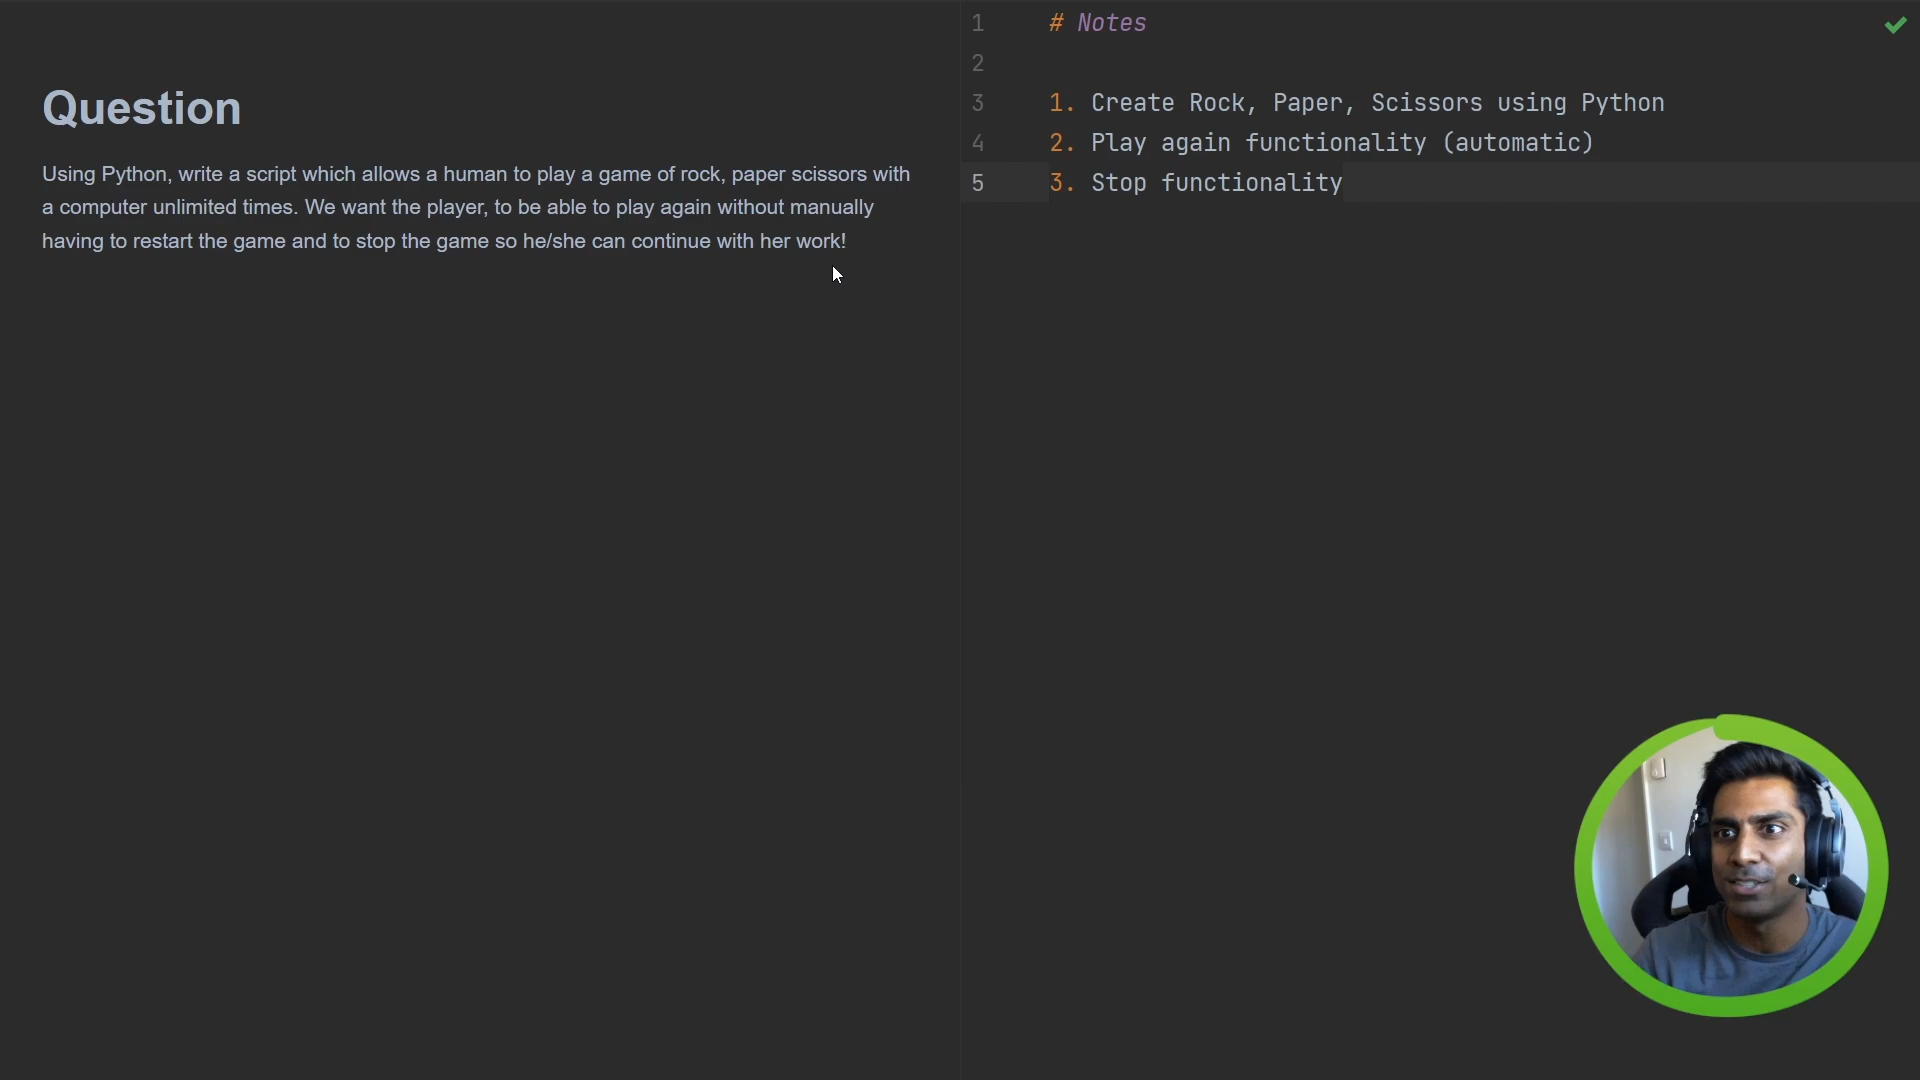 Question
Using Python, write a script which allows a human to play a game of rock, paper scissors with
a computer unlimited times. We want the player, to be able to play again without manually
having to restart the game and to stop the game so he/she can continue with her work!
1 # Notes
2
3 1. Create Rock, Paper, Scissors using Python
4 2. Play again functionality (automatic)
5 3. Stop functionality